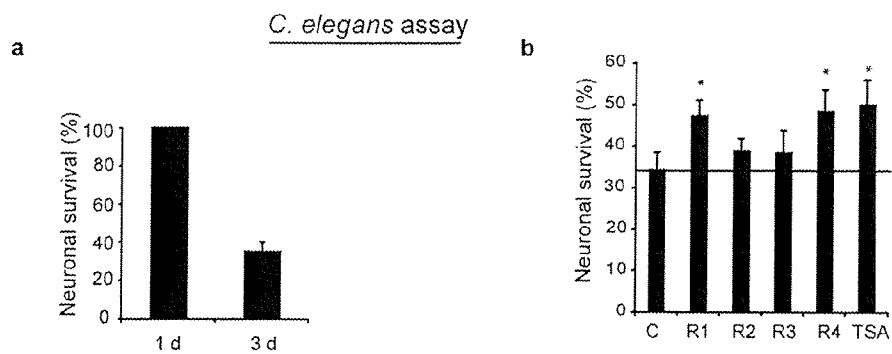 C. elegans assay
a
Neuronal survival (%)
100
80
60
40
20
0
1 d
3 d
b
Neuronal survival (%)
60
50
40
30
20
10
0
*
*
*
C
R1
R2
R3
R4
TSA